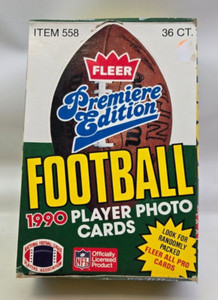 ITEM 558 36 CT.
FLEER
Premiere
Edition
FOOTBALL
1990 PLAYER PHOTO
CARDS
LOOK FOR
RANDOMLY
PACKED
FLEER ALL PRO
CARDS
NFL
Officially
Licensed
Product